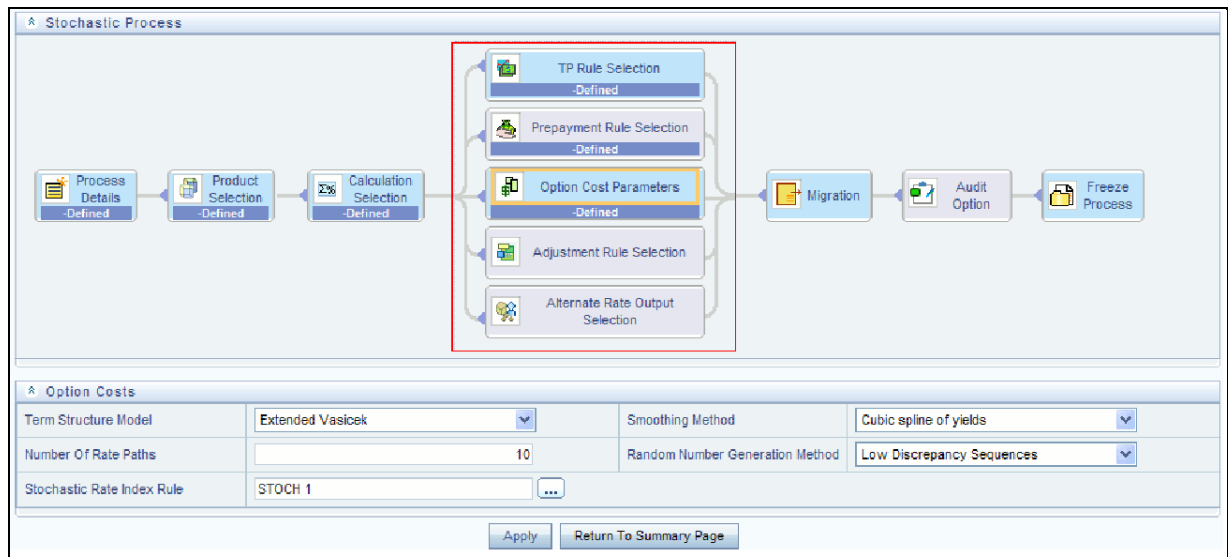 Stochastic Process
TP Rule Selection
-Defined
Prepayment Rule Selection
-Defined
Process
Details
-Defined
Product
Selection
-Defined
Calculation
Selection
-Defined
Option Cost Parameters
-Defined
Migration
Audit
Option
Freeze
Process
Adjustment Rule Selection
Alternate Rate Output
Selection
Option Costs
Term Structure Model Extended Vasicek Smoothing Method Cubic spline of yields
Number Of Rate Paths 10 Random Number Generation Method Low Discrepancy Sequences
Stochastic Rate Index Rule STOCH 1 ...
Apply Return To Summary Page